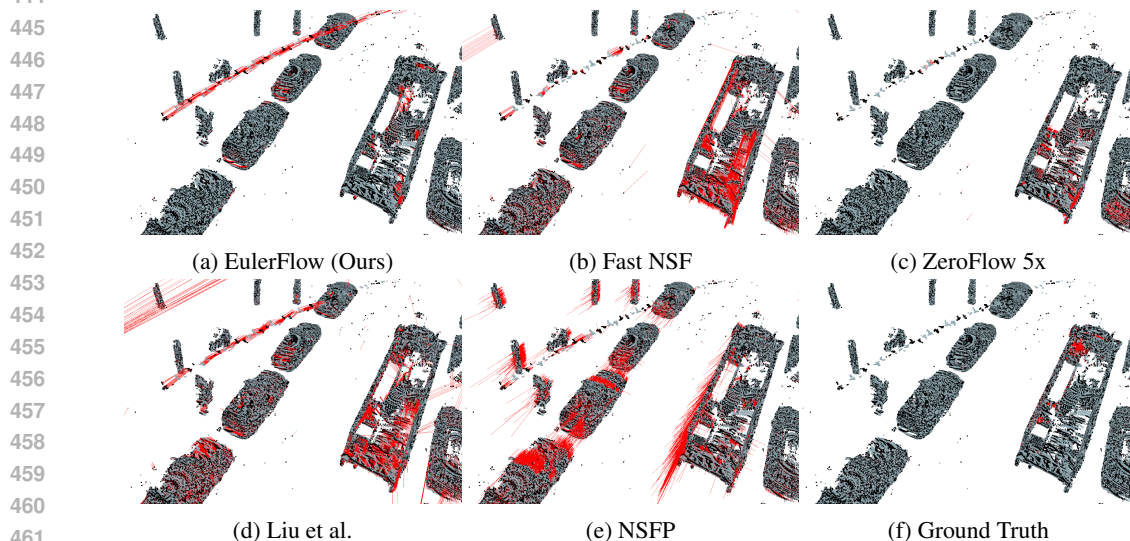 445
446
447
448
449
450
451
452
453
454
455
456
457
458
459
460
461
(a) EulerFlow (Ours)
(b) Fast NSF
(c) ZeroFlow 5x
(d) Liu et al.
(e) NSFP
(f) Ground Truth